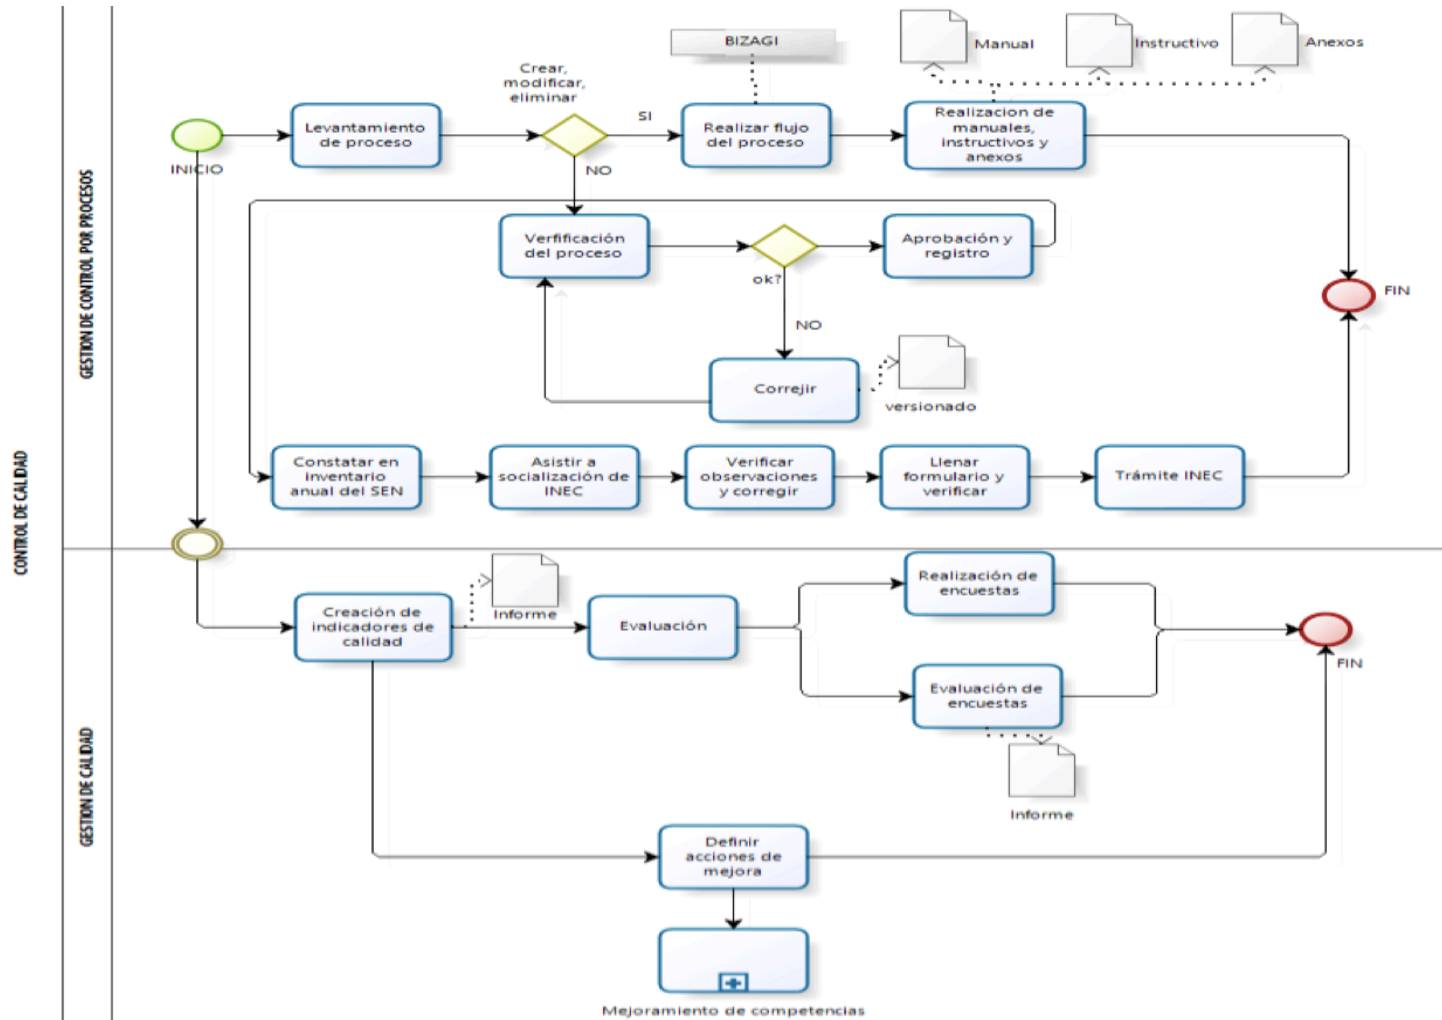 CONTROL DE CALIDAD
GESTION DE CONTROL POR PROCESOS
INICIO
Levantamiento
de proceso
Crear,
modificar,
eliminar
SI
NO
BIZAGI
Realizar flujo
del proceso
Manual
Instructivo
Anexos
Realizacion de
manuales,
instructivos y
anexos
Verfificación
del proceso
ok?
Aprobación y
registro
NO
FIN
Correjir
versionado
Constatar en
inventario
anual del SEN
Asistir a
socialización de
INEC
Verificar
observaciones
y corregir
Llenar
formulario y
verificar
Trámite INEC
GESTION DE CALIDAD
Creación de
indicadores de
calidad
Informe
Evaluación
Realización de
encuestas
Evaluación de
encuestas
Informe
FIN
Definir
acciones de
mejora
Mejoramiento de competencias